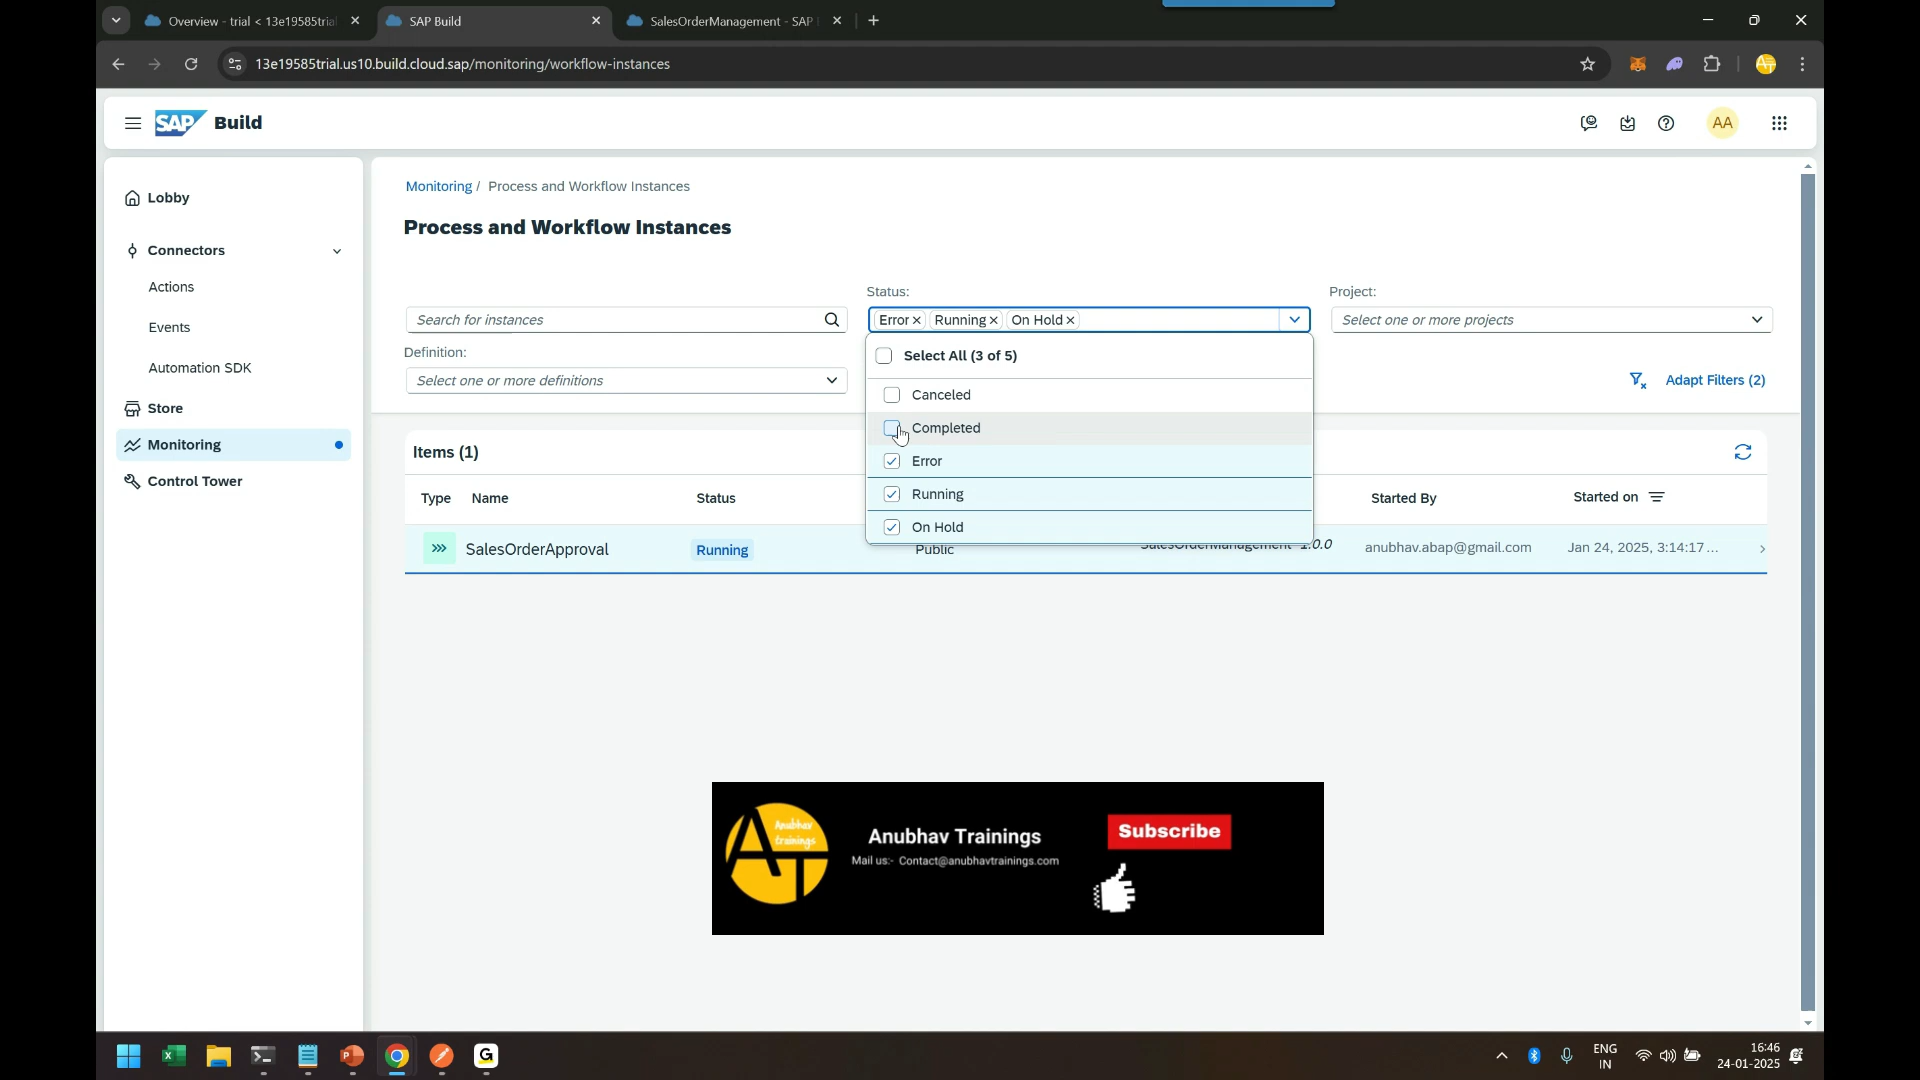 Overview - trial < 13e19585tria
SAP Build
SalesOrderManagement - SAP
13e19585trial.us10.build.cloud.sap/monitoring/workflow-instances
SAP Build
AA
Lobby
Connectors
Actions
Events
Automation SDK
Store
Monitoring
Control Tower
Monitoring / Process and Workflow Instances
Process and Workflow Instances
Status:
Project:
Search for instances
Error Running On Hold
Select one or more projects
Definition:
Select one or more definitions
Adapt Filters (2)
Select All (3 of 5)
Canceled
Completed
Error
Running
On Hold
Items (1)
Type Name Status Started By Started on
SalesOrderApproval Running Public SalesOrderManagement 1.0.0 anubhav.abap@gmail.com Jan 24, 2025, 3:14:17...
Anubhav
trainings
Anubhav Trainings
Mail us:- Contact@anubhavtrainings.com
Subscribe
ENG
IN
16:46
24-01-2025